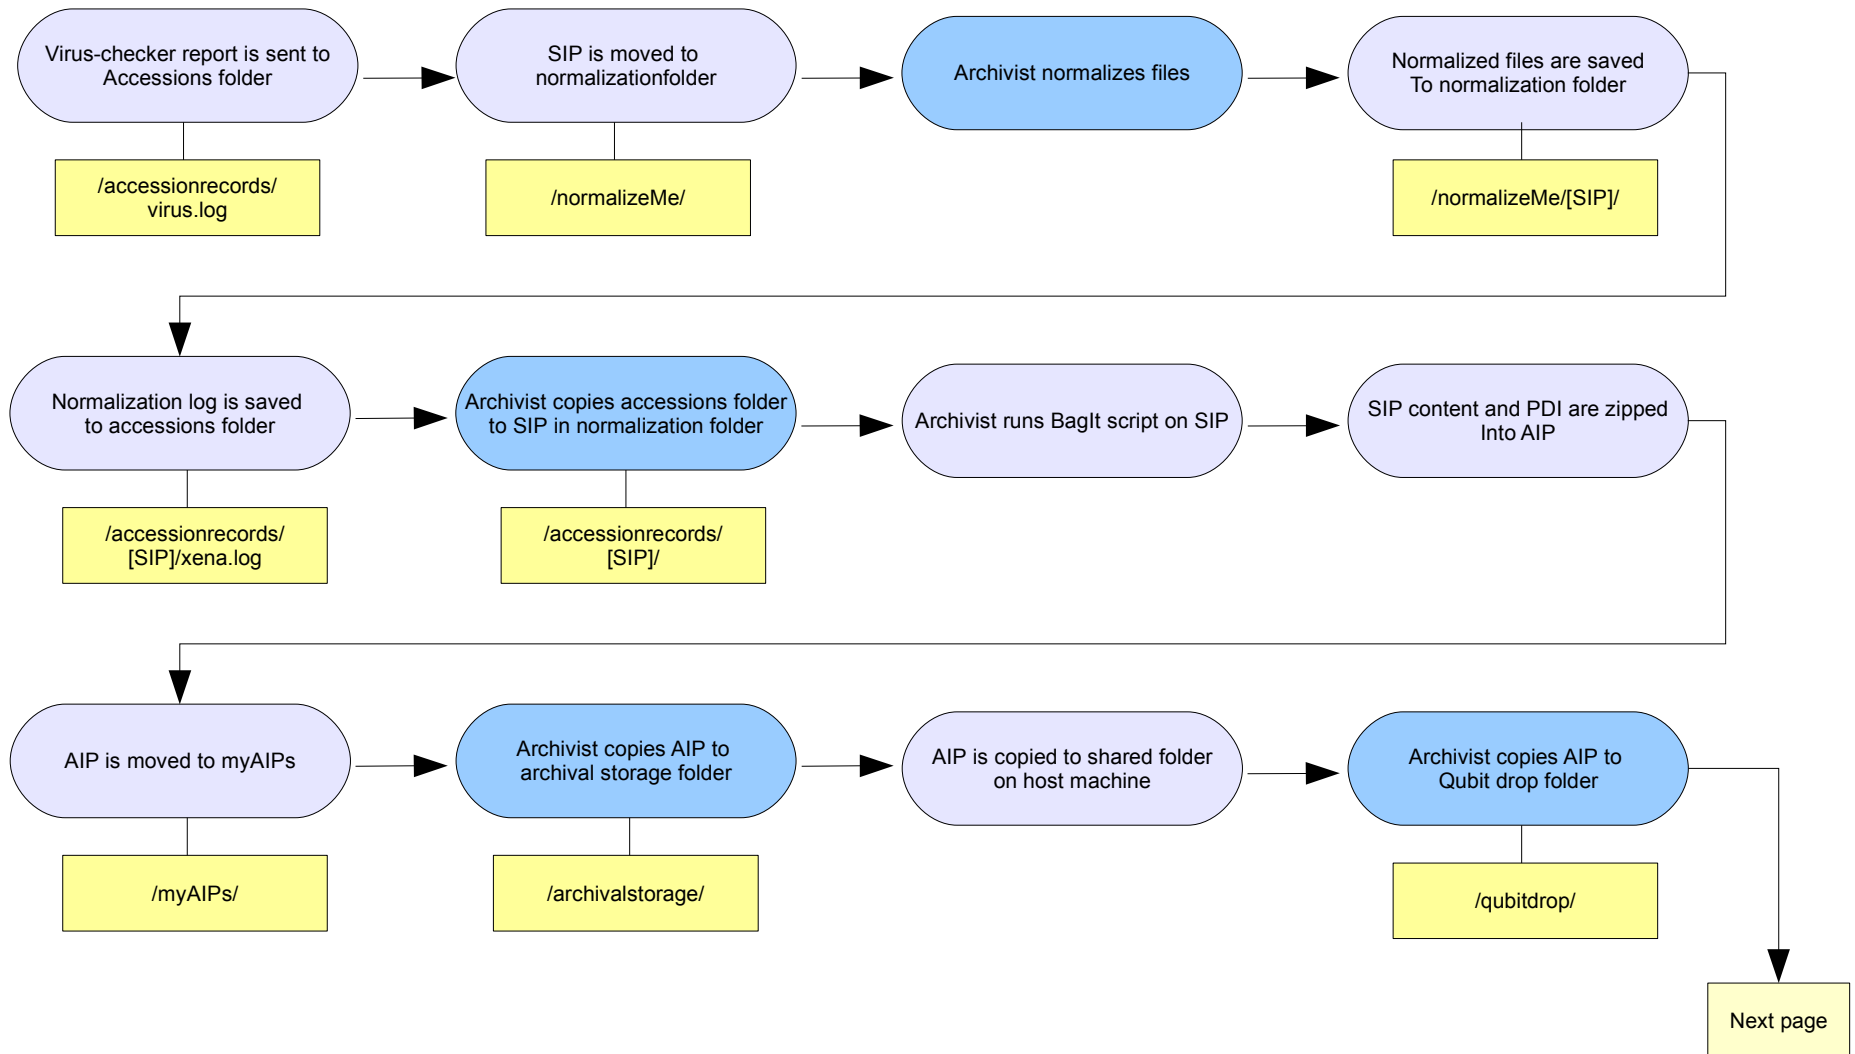 Virus-checker report is sent to
Accessions folder
SIP is moved to
normalizationfolder
Archivist normalizes files
Normalized files are saved
To normalization folder
/accessionrecords/
virus.log
/normalizeMe/
/normalizeMe/[SIP]/
Normalization log is saved
to accessions folder
Archivist copies accessions folder
to SIP in normalization folder
Archivist runs BagIt script on SIP
SIP content and PDI are zipped
Into AIP
/accessionrecords/
[SIP]/xena.log
/accessionrecords/
[SIP]/
AIP is moved to myAIPs
Archivist copies AIP to
archival storage folder
AIP is copied to shared folder
on host machine
Archivist copies AIP to
Qubit drop folder
/myAIPs/
/archivalstorage/
/qubitdrop/
Next page